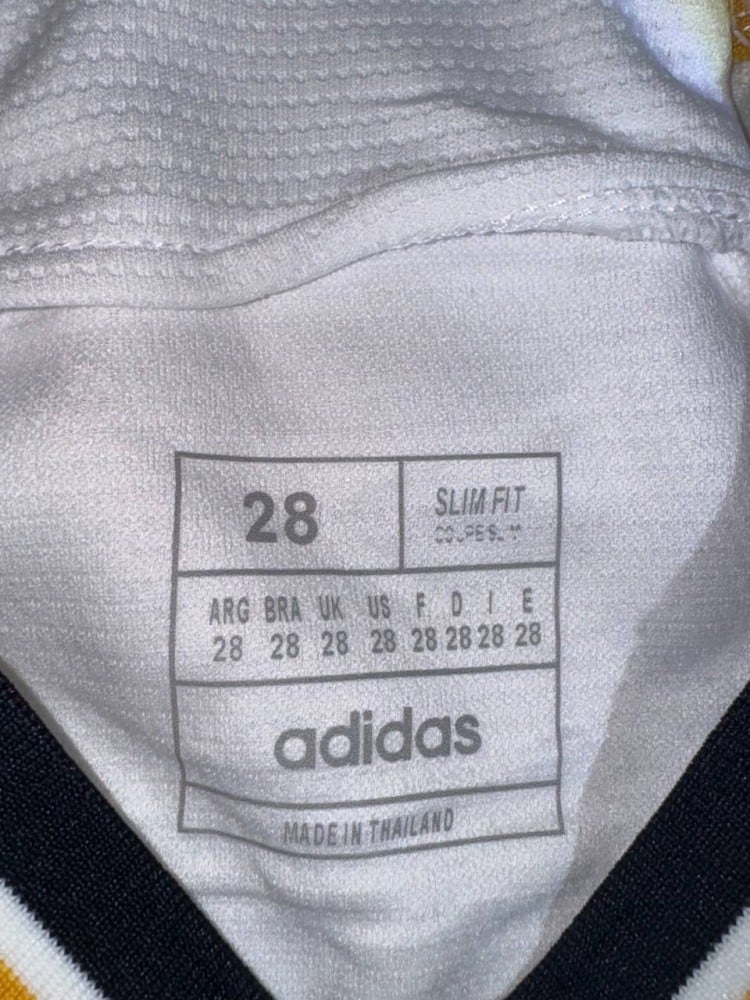 28
SLIM FIT
ARG BRA UK US F D I E
28 28 28 28 28 28 28 28
adidas
MADE IN THAILAND